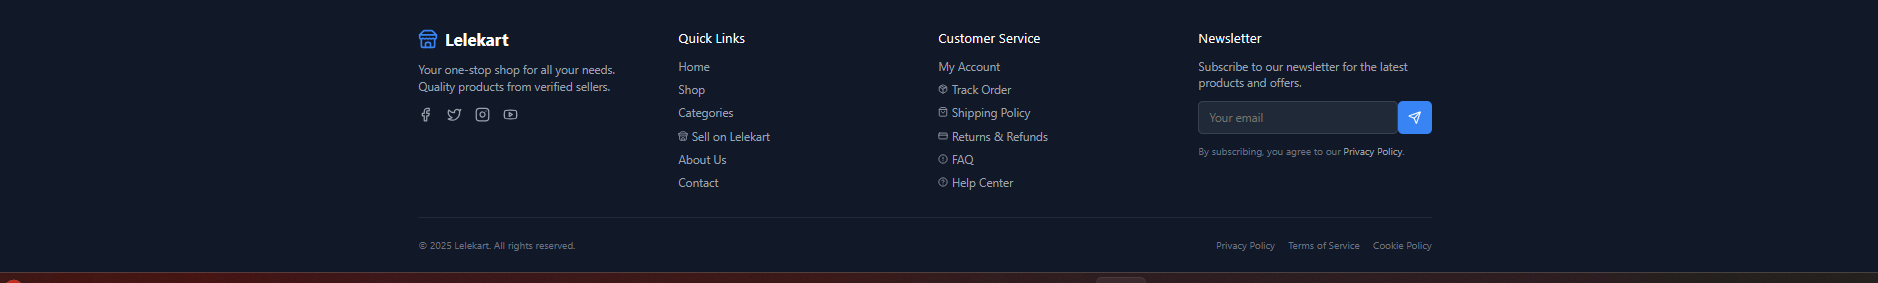 Lelekart
Your one-stop shop for all your needs.
Quality products from verified sellers.
Quick Links
Home
Shop
Categories
Sell on Lelekart
About Us
Contact
Customer Service
My Account
Track Order
Shipping Policy
Returns & Refunds
FAQ
Help Center
Newsletter
Subscribe to our newsletter for the latest
products and offers.
Your email
By subscribing, you agree to our Privacy Policy.
© 2025 Lelekart. All rights reserved.
Privacy Policy Terms of Service Cookie Policy